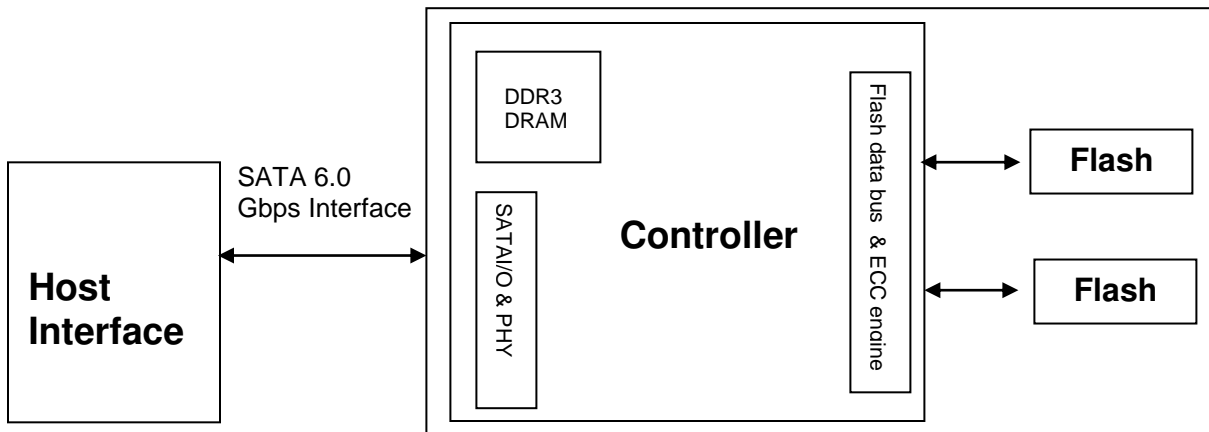 DDR3
DRAM
SATA 6.0
Gbps Interface
Host
Interface
SATAI/O & PHY
Controller
Flash data bus & ECC engine
Flash
Flash